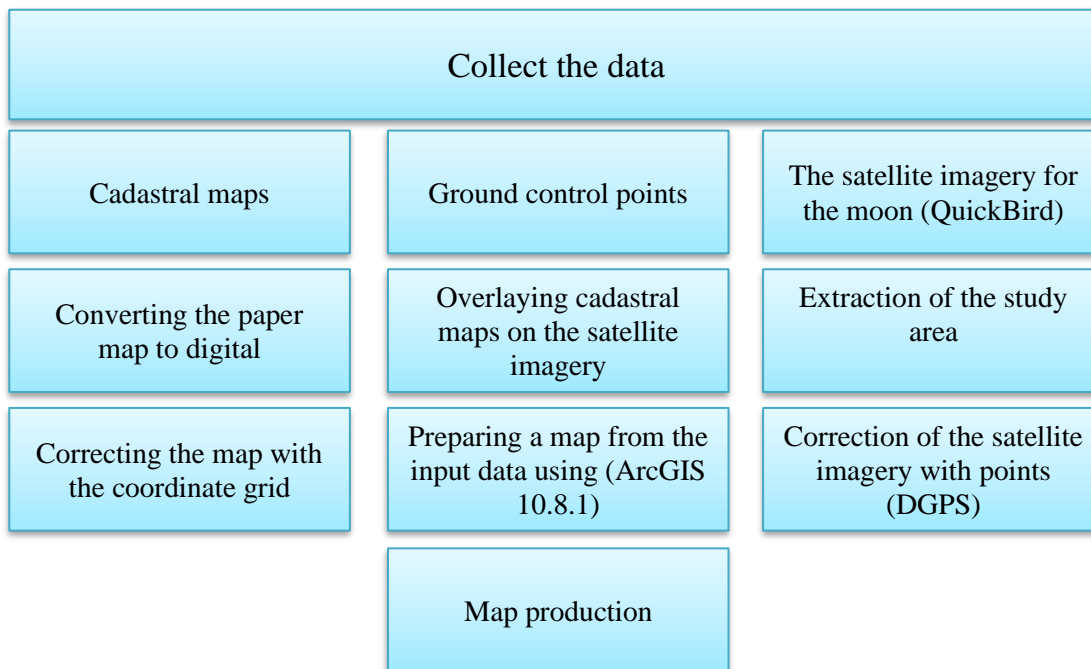 Collect the data
Cadastral maps
Ground control points
The satellite imagery for
the moon (QuickBird)
Converting the paper
map to digital
Overlaying cadastral
maps on the satellite
imagery
Extraction of the study
area
Correcting the map with
the coordinate grid
Preparing a map from the
input data using (ArcGIS
10.8.1)
Correction of the satellite
imagery with points
(DGPS)
Map production